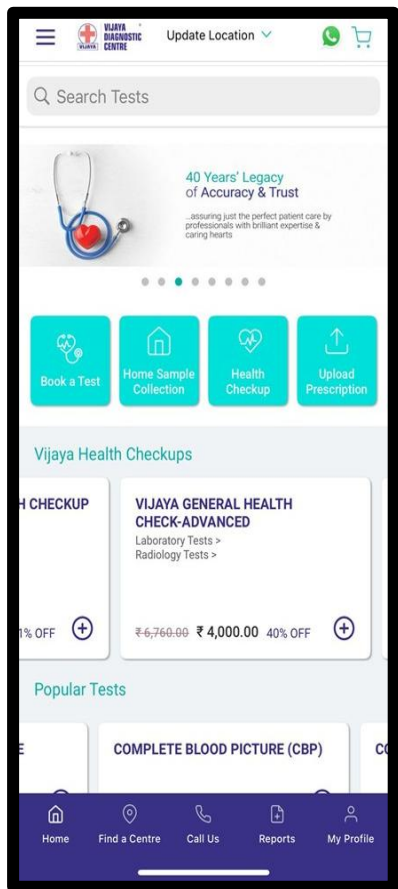 VIJAYA
DIAGNOSTIC
CENTRE
VIJAYA
Update Location
Search Tests
40 Years' Legacy
of Accuracy & Trust
...assuring just the perfect patient care by
professionals with brilliant expertise &
caring hearts
Book a Test
Home Sample
Collection
Health
Checkup
Upload
Prescription
Vijaya Health Checkups
H CHECKUP
1% OFF
VIJAYA GENERAL HEALTH
CHECK-ADVANCED
Laboratory Tests >
Radiology Tests >
₹ 6,760.00 ₹ 4,000.00 40% OFF
Popular Tests
E
COMPLETE BLOOD PICTURE (CBP)
CO
Home
Find a Centre
Call Us
Reports
My Profile